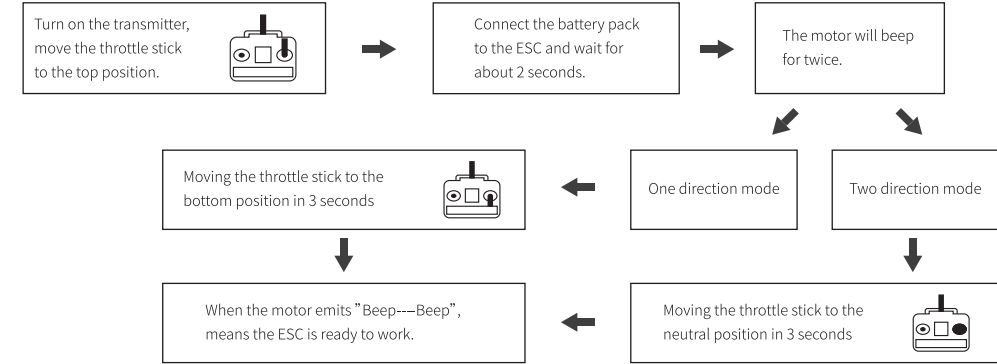 Turn on the transmitter,
move the throttle stick
to the top position.
Connect the battery pack
to the ESC and wait for
about 2 seconds.
The motor will beep
for twice.
One direction mode
Two direction mode
Moving the throttle stick to the
bottom position in 3 seconds
Moving the throttle stick to the
neutral position in 3 seconds
When the motor emits ”Beep----Beep”,
means the ESC is ready to work.